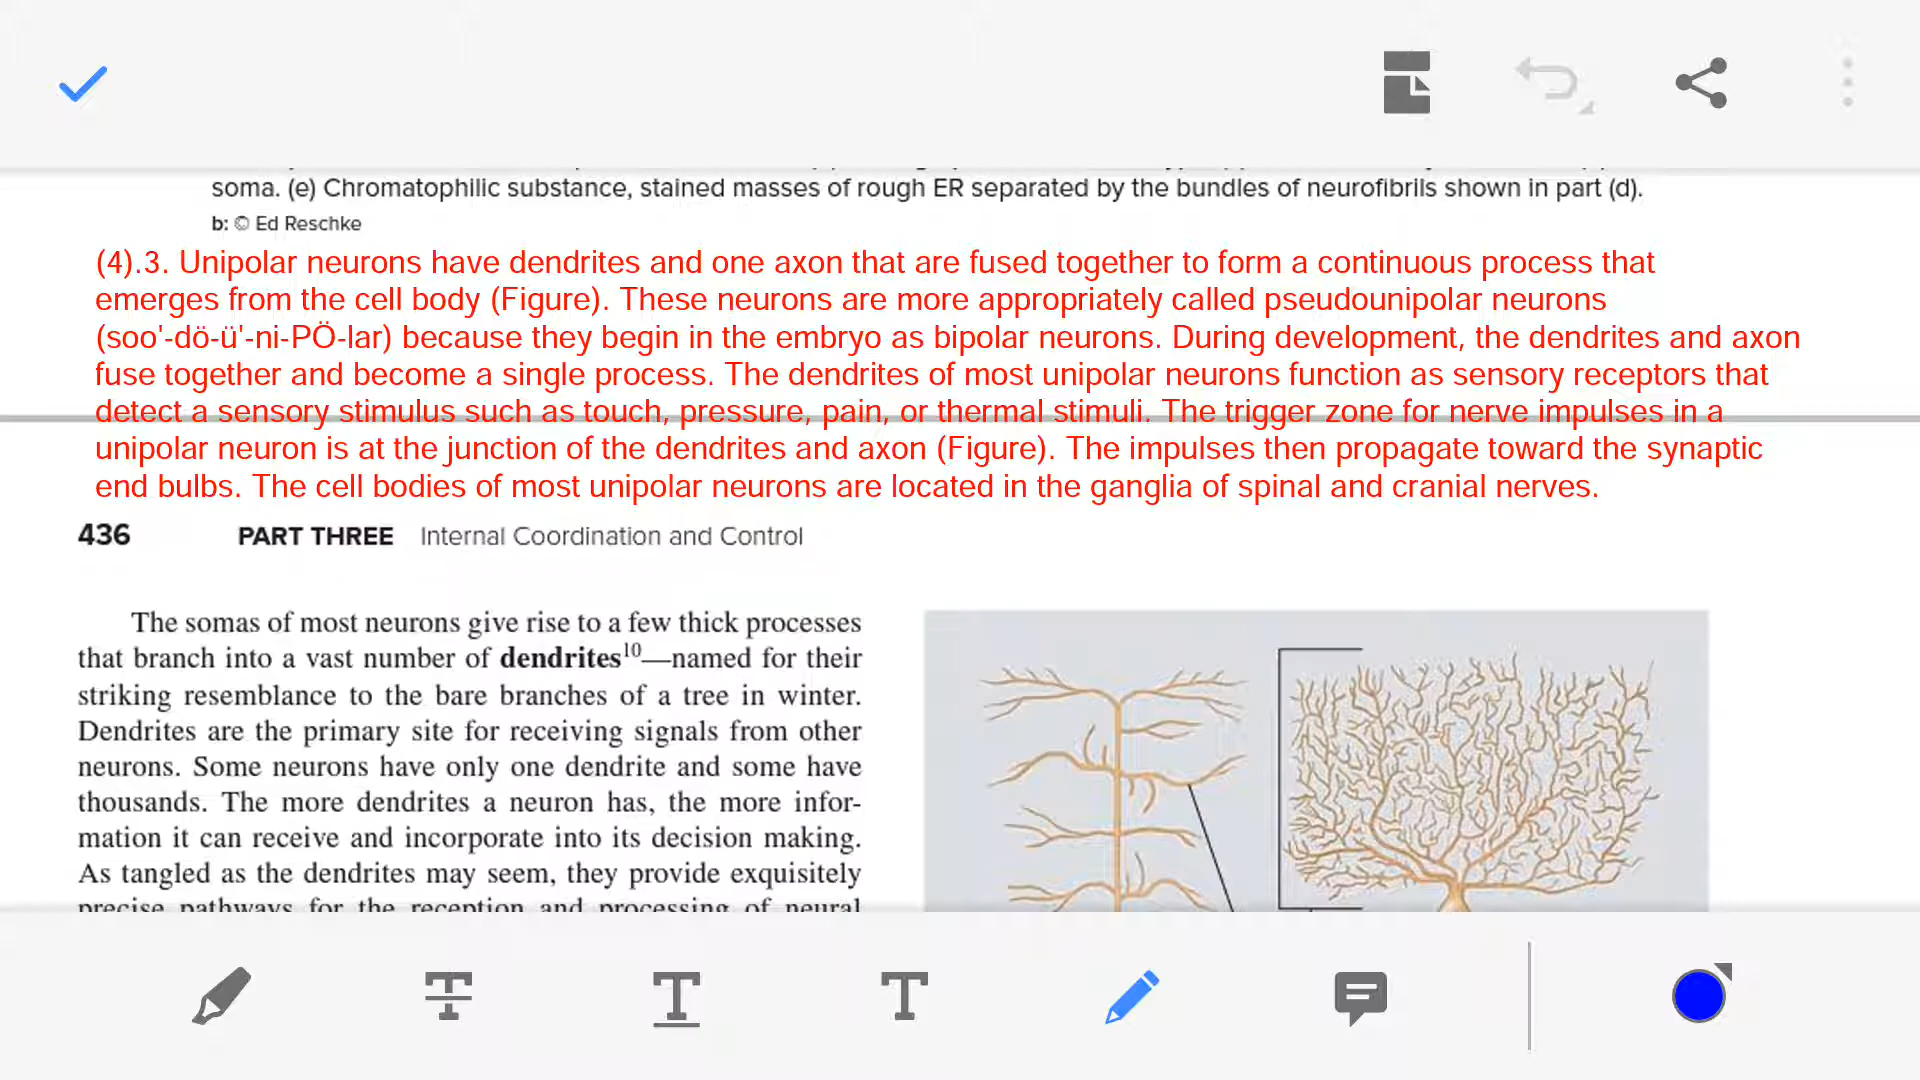 soma. (e) Chromatophilic substance, stained masses of rough ER separated by the bundles of neurofibrils shown in part (d).
b: © Ed Reschke
(4).3. Unipolar neurons have dendrites and one axon that are fused together to form a continuous process that
emerges from the cell body (Figure). These neurons are more appropriately called pseudounipolar neurons
(soo'-dö-ü'-ni-PÖ-lar) because they begin in the embryo as bipolar neurons. During development, the dendrites and axon
fuse together and become a single process. The dendrites of most unipolar neurons function as sensory receptors that
detect a sensory stimulus such as touch, pressure, pain, or thermal stimuli. The trigger zone for nerve impulses in a
unipolar neuron is at the junction of the dendrites and axon (Figure). The impulses then propagate toward the synaptic
end bulbs. The cell bodies of most unipolar neurons are located in the ganglia of spinal and cranial nerves.
436 PART THREE Internal Coordination and Control
The somas of most neurons give rise to a few thick processes
that branch into a vast number of dendrites¹⁰—named for their
striking resemblance to the bare branches of a tree in winter.
Dendrites are the primary site for receiving signals from other
neurons. Some neurons have only one dendrite and some have
thousands. The more dendrites a neuron has, the more infor-
mation it can receive and incorporate into its decision making.
As tangled as the dendrites may seem, they provide exquisitely
precise pathways for the reception and processing of neural